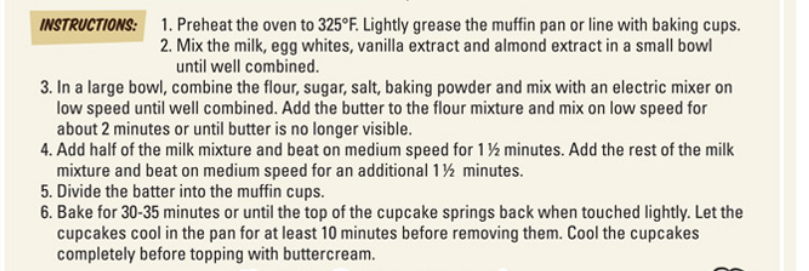 INSTRUCTIONS: 1. Preheat the oven to 325°F. Lightly grease the muffin pan or line with baking cups.
2. Mix the milk, egg whites, vanilla extract and almond extract in a small bowl
until well combined.
3. In a large bowl, combine the flour, sugar, salt, baking powder and mix with an electric mixer on
low speed until well combined. Add the butter to the flour mixture and mix on low speed for
about 2 minutes or until butter is no longer visible.
4. Add half of the milk mixture and beat on medium speed for 1 ½ minutes. Add the rest of the milk
mixture and beat on medium speed for an additional 1 ½ minutes.
5. Divide the batter into the muffin cups.
6. Bake for 30-35 minutes or until the top of the cupcake springs back when touched lightly. Let the
cupcakes cool in the pan for at least 10 minutes before removing them. Cool the cupcakes
completely before topping with buttercream.